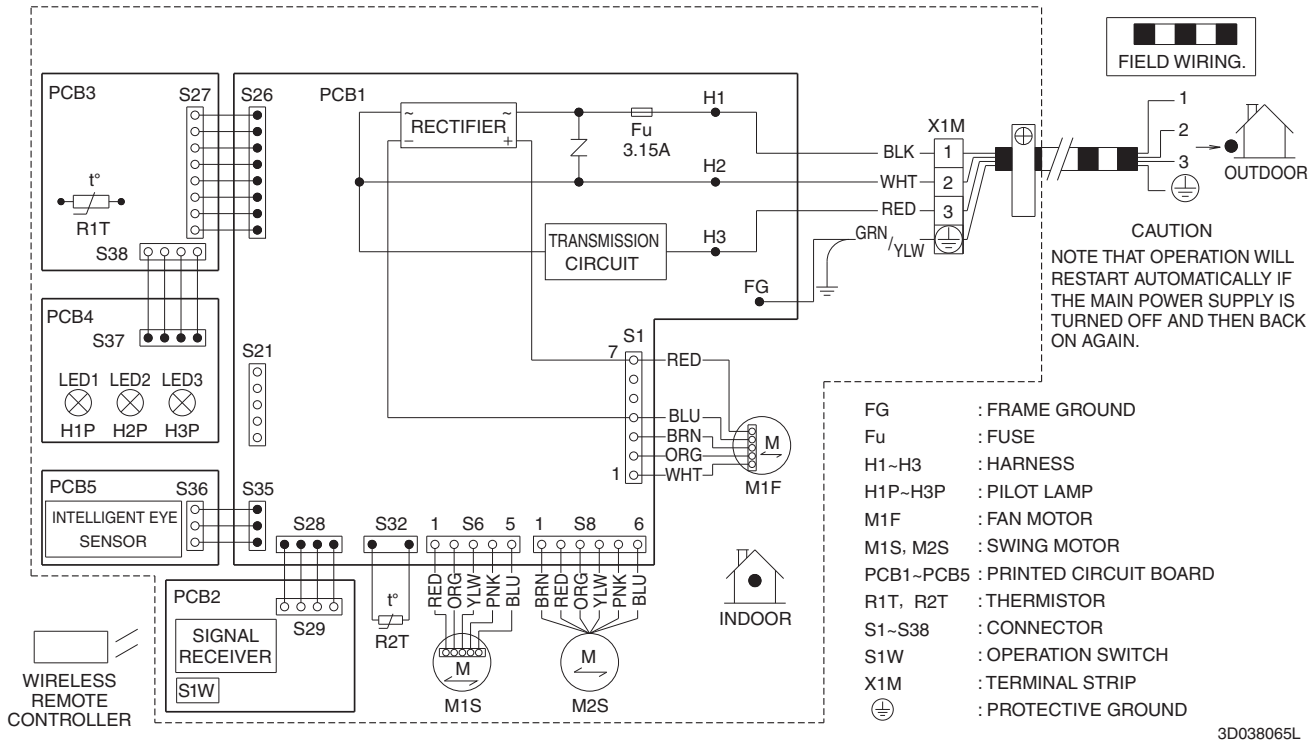 FIELD WIRING.
PCB3
S27
S26
PCB1
RECTIFIER
~
~
−
+
Fu
3.15A
H1
H2
H3
X1M
BLK
1
WHT
2
RED
3
GRN/YLW
1
2
3
OUTDOOR
t°
R1T
S38
TRANSMISSION
CIRCUIT
FG
CAUTION
NOTE THAT OPERATION WILL
RESTART AUTOMATICALLY IF
THE MAIN POWER SUPPLY IS
TURNED OFF AND THEN BACK
ON AGAIN.
PCB4
S37
LED1 LED2 LED3
H1P H2P H3P
S21
S1
7
RED
BLU
BRN
ORG
1
WHT
M
M1F
PCB5
S36
S35
INTELLIGENT EYE
SENSOR
S28
S32
1 S6 5
1 S8 6
RED
ORG
YLW
PNK
BLU
BRN
RED
ORG
YLW
PNK
BLU
t°
R2T
M
M1S
M
M2S
INDOOR
PCB2
S29
SIGNAL
RECEIVER
S1W
WIRELESS
REMOTE
CONTROLLER
FG : FRAME GROUND
Fu : FUSE
H1~H3 : HARNESS
H1P~H3P : PILOT LAMP
M1F : FAN MOTOR
M1S, M2S : SWING MOTOR
PCB1~PCB5 : PRINTED CIRCUIT BOARD
R1T, R2T : THERMISTOR
S1~S38 : CONNECTOR
S1W : OPERATION SWITCH
X1M : TERMINAL STRIP
: PROTECTIVE GROUND
3D038065L